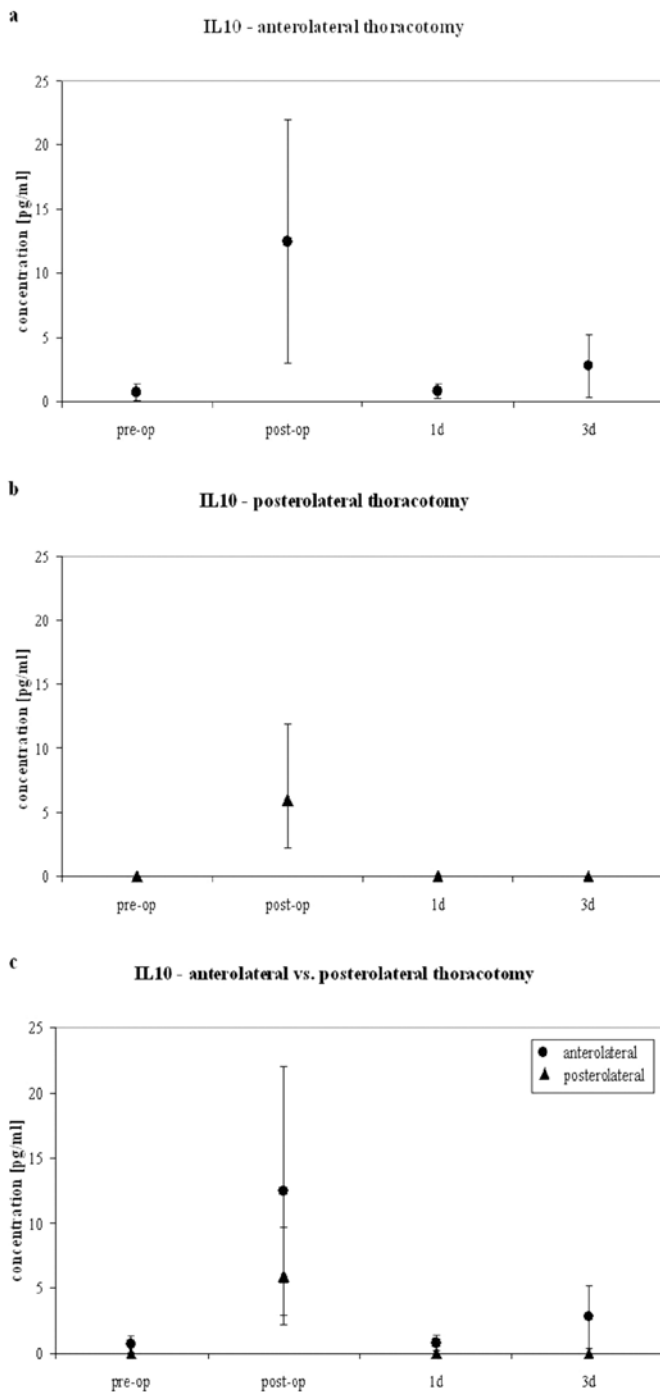 a
IL10 - anterolateral thoracotomy
25
20
15
10
5
0
concentration [pg/ml]
pre-op post-op 1d 3d
b
IL10 - posterolateral thoracotomy
25
20
15
10
5
0
concentration [pg/ml]
pre-op post-op 1d 3d
c
IL10 - anterolateral vs. posterolateral thoracotomy
25
20
15
10
5
0
concentration [pg/ml]
anterolateral
posterolateral
pre-op post-op 1d 3d